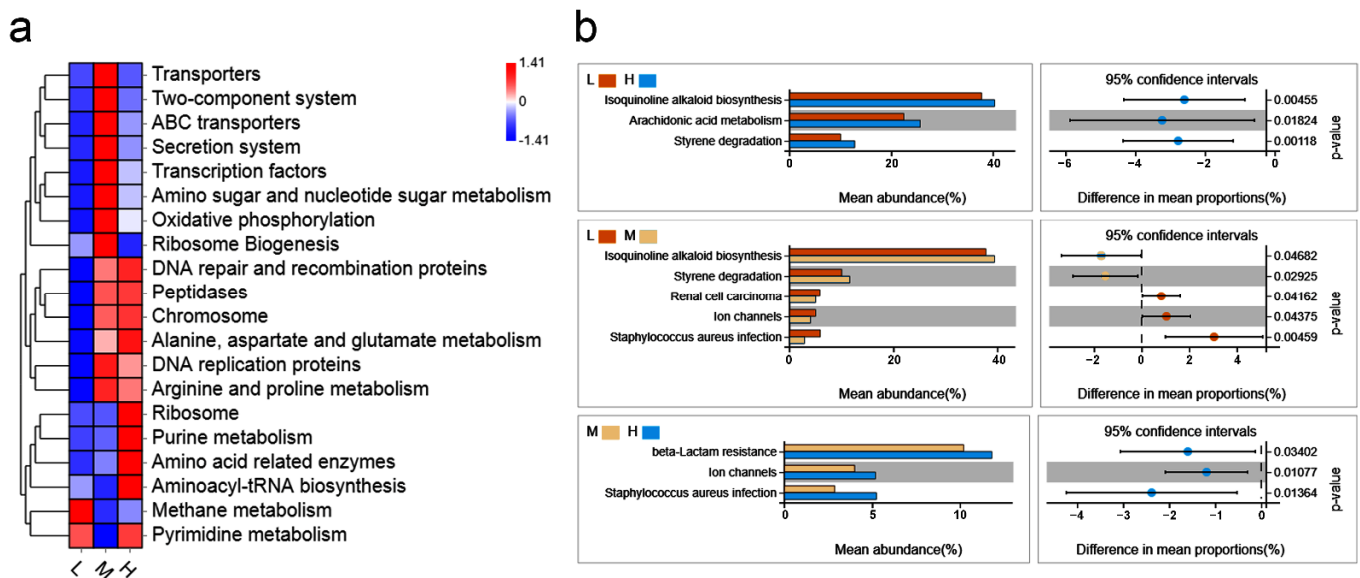 a
Transporters
Two-component system
ABC transporters
Secretion system
Transcription factors
Amino sugar and nucleotide sugar metabolism
Oxidative phosphorylation
Ribosome Biogenesis
DNA repair and recombination proteins
Peptidases
Chromosome
Alanine, aspartate and glutamate metabolism
DNA replication proteins
Arginine and proline metabolism
Ribosome
Purine metabolism
Amino acid related enzymes
Aminoacyl-tRNA biosynthesis
Methane metabolism
Pyrimidine metabolism
L M H
1.41
0
-1.41
b
L H
Isoquinoline alkaloid biosynthesis
Arachidonic acid metabolism
Styrene degradation
0 20 40
Mean abundance(%)
95% confidence intervals
0.00455
0.01824
0.00118
p-value
-6 -4 -2
Difference in mean proportions(%)
L M
Isoquinoline alkaloid biosynthesis
Styrene degradation
Renal cell carcinoma
Ion channels
Staphylococcus aureus infection
0 20 40
Mean abundance(%)
95% confidence intervals
0.04682
0.02925
0.04162
0.04375
0.00459
p-value
-2 0 2 4
Difference in mean proportions(%)
M H
beta-Lactam resistance
Ion channels
Staphylococcus aureus infection
0 5 10
Mean abundance(%)
95% confidence intervals
0.03402
0.01077
0.01364
p-value
-4 -3 -2 -1 0
Difference in mean proportions(%)